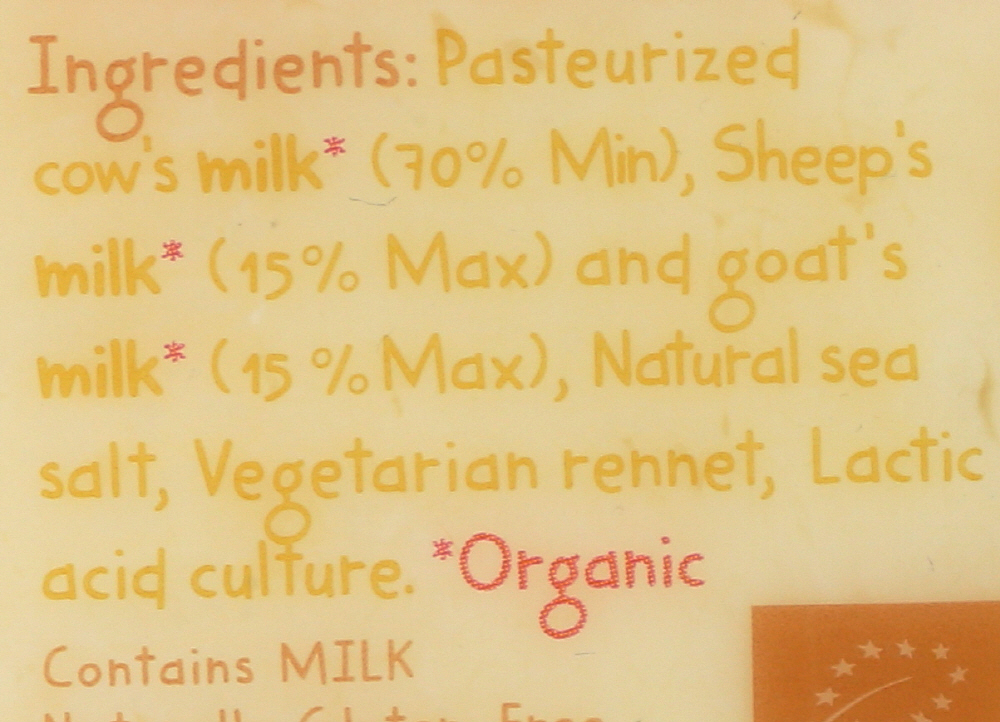 Ingredients: Pasteurized
cow's milk* (70% Min), Sheep's
milk* (15% Max) and goat's
milk* (15 % Max), Natural sea
salt, Vegetarian rennet, Lactic
acid culture. *Organic
Contains MILK